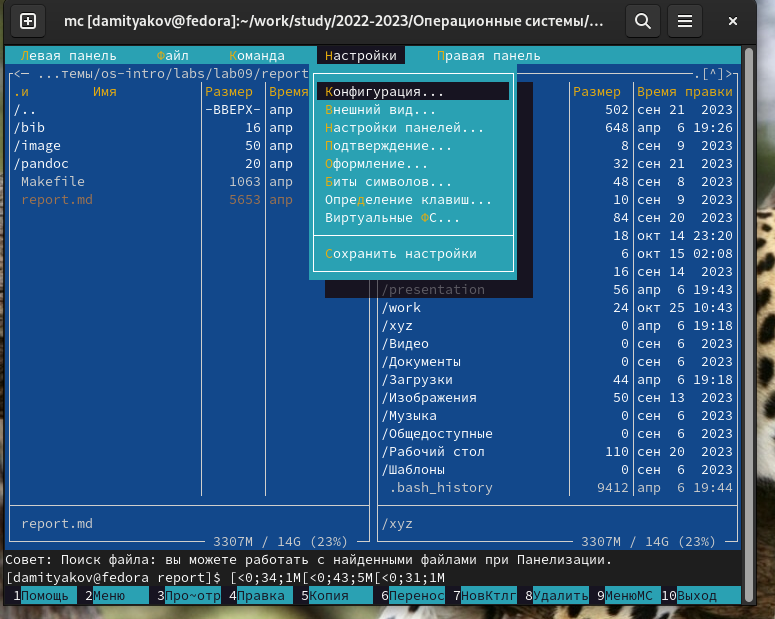 mc [damityakov@fedora]:~/work/study/2022-2023/Операционные системы/...
Левая панель Файл Команда Настройки Правая панель
<— ...темы/os-intro/labs/lab09/report
.и Имя Размер Время
/.. -ВВЕРХ- апр
/bib 16 апр
/image 50 апр
/pandoc 20 апр
Makefile 1063 апр
report.md 5653 апр
Конфигурация...
Внешний вид...
Настройки панелей...
Подтверждение...
Оформление...
Биты символов...
Определение клавиш...
Виртуальные ФС...
Сохранить настройки
.[^]>
Размер Время правки
502 сен 21 2023
648 апр 6 19:26
8 сен 9 2023
32 сен 21 2023
48 сен 8 2023
10 сен 9 2023
84 сен 20 2023
18 окт 14 23:20
6 окт 15 02:08
16 сен 14 2023
/presentation 56 апр 6 19:43
/work 24 окт 25 10:43
/xyz 0 апр 6 19:18
/Видео 0 сен 6 2023
/Документы 0 сен 6 2023
/Загрузки 44 апр 6 19:18
/Изображения 50 сен 13 2023
/Музыка 0 сен 6 2023
/Общедоступные 0 сен 6 2023
/Рабочий стол 110 сен 20 2023
/Шаблоны 0 сен 6 2023
.bash_history 9412 апр 6 19:44
report.md
3307M / 14G (23%)
/xyz
3307M / 14G (23%)
Совет: Поиск файла: вы можете работать с найденными файлами при Панелизации.
[damityakov@fedora report]$ [<0;34;1M[<0;43;5M[<0;31;1M
1Помощь 2Меню 3Про~отр 4Правка 5Копия 6Перенос 7НовКтлг 8Удалить 9МенюМС 10Выход